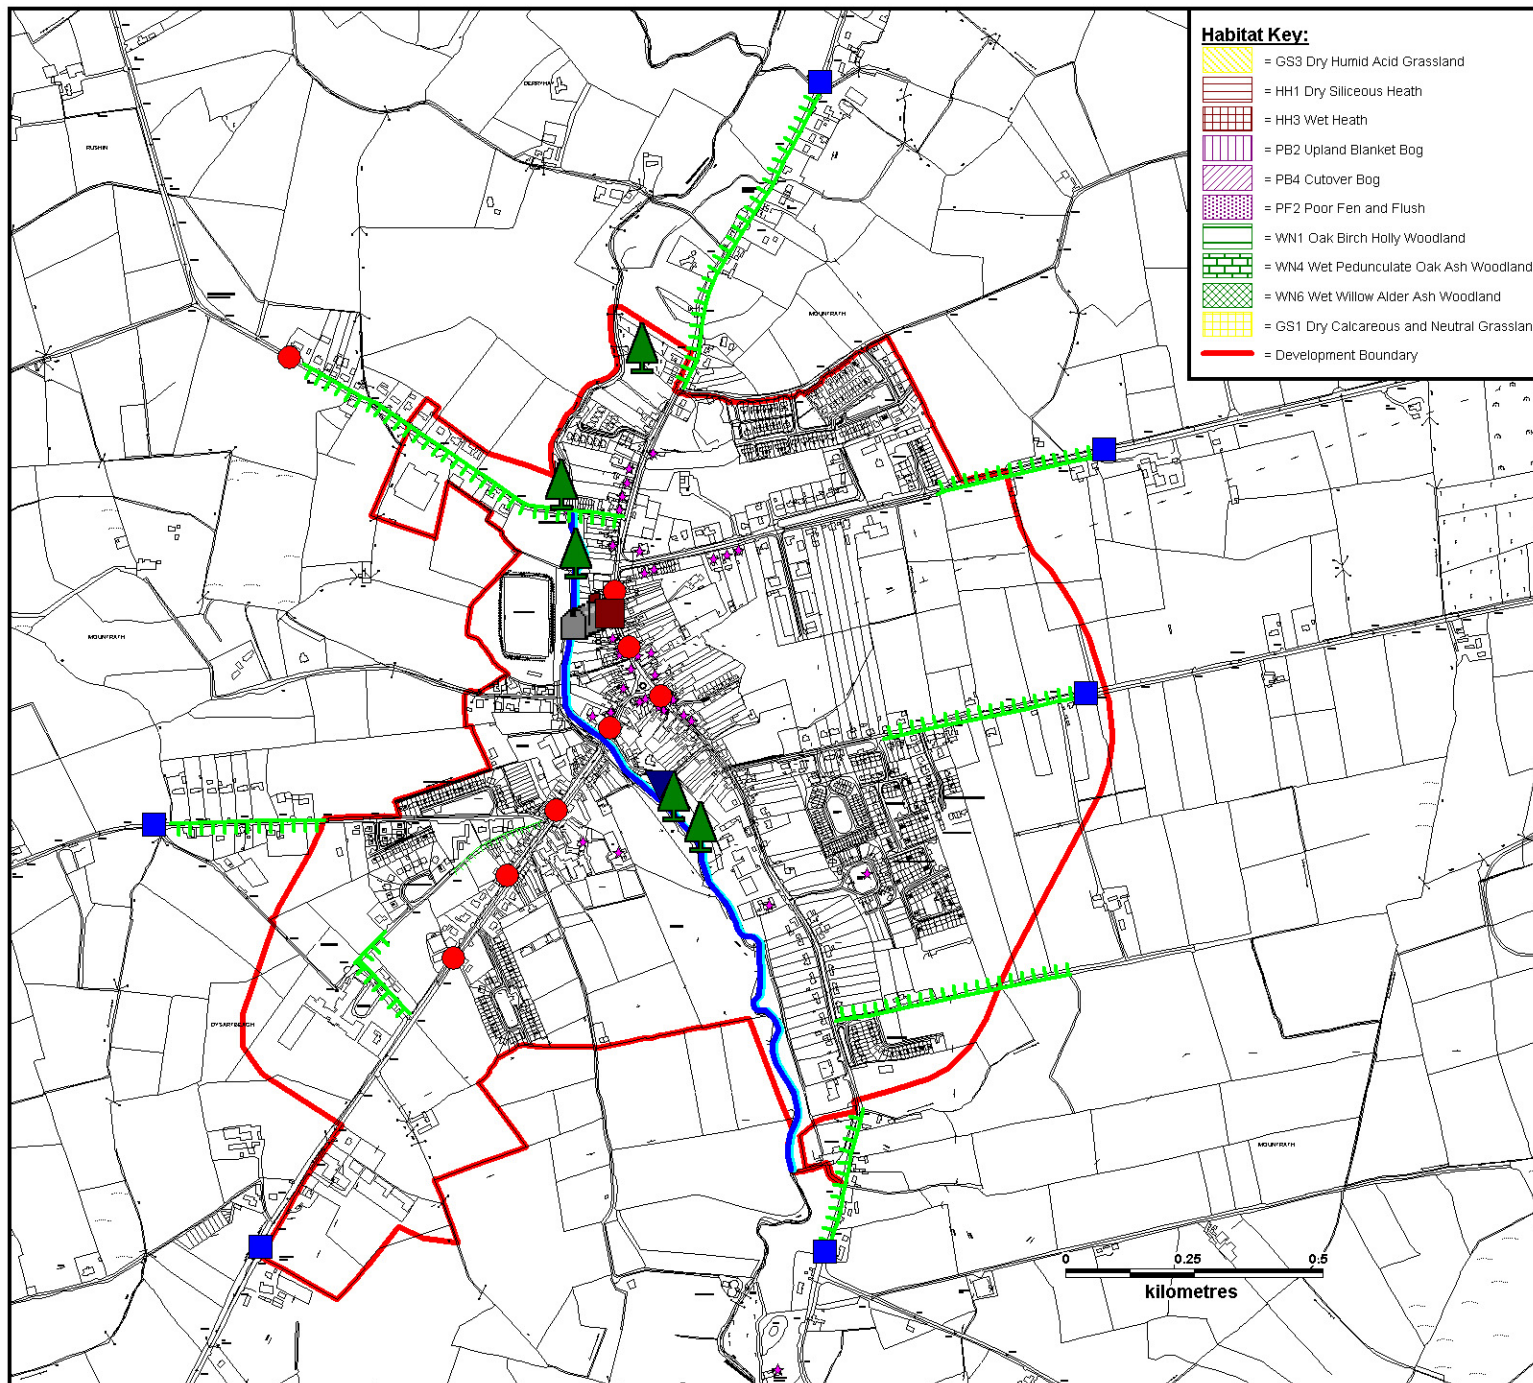 Habitat Key:
= GS3 Dry Humid Acid Grassland
= HH1 Dry Siliceous Heath
= HH3 Wet Heath
= PB2 Upland Blanket Bog
= PB4 Cutover Bog
= PF2 Poor Fen and Flush
= WN1 Oak Birch Holly Woodland
= WN4 Wet Pedunculate Oak Ash Woodland
= WN6 Wet Willow Alder Ash Woodland
= GS1 Dry Calcareous and Neutral Grasslan
= Development Boundary
RUSHIN
MOUNTRATH
MOUNTRATH
MOUNTRATH
0 0.25 0.5
kilometres